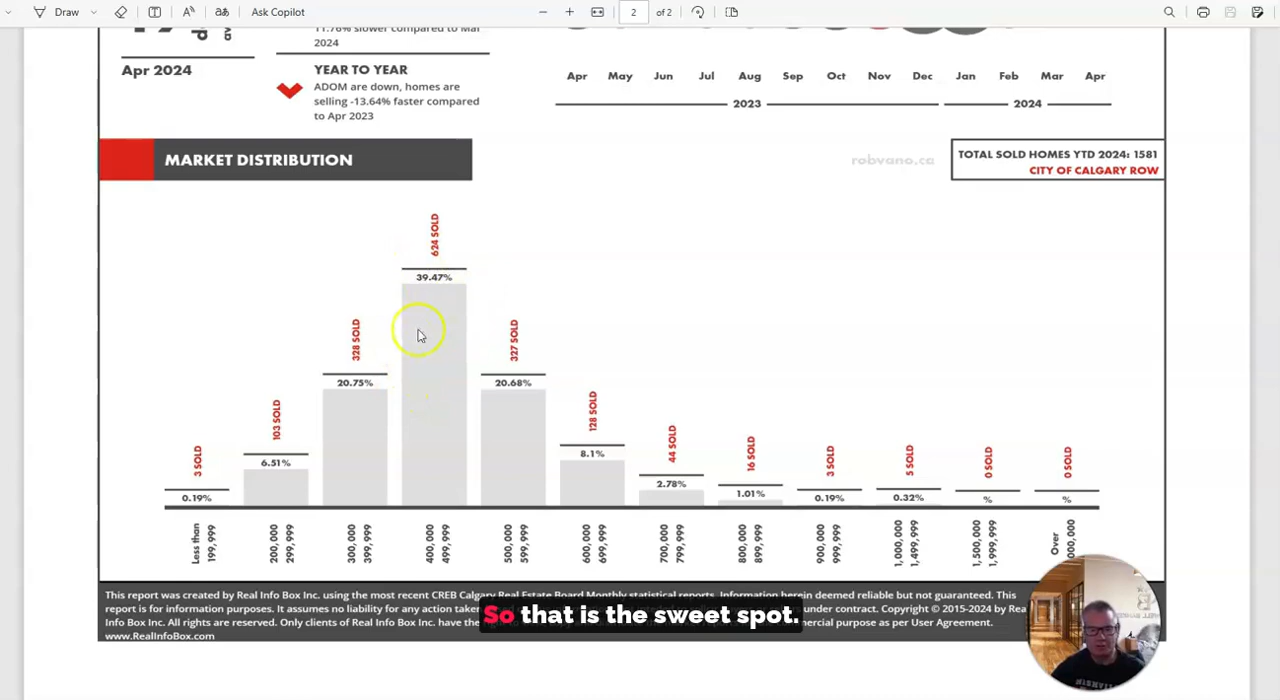 Draw
Ask Copilot
2
of 2
11.76% slower compared to Mar
2024
Apr 2024
YEAR TO YEAR
ADOM are down, homes are
selling -13.64% faster compared
to Apr 2023
Apr May Jun Jul Aug Sep Oct Nov Dec Jan Feb Mar Apr
2023 2024
MARKET DISTRIBUTION
robvano.ca
TOTAL SOLD HOMES YTD 2024: 1581
CITY OF CALGARY ROW
3 SOLD
0.19%
Less than
199,999
103 SOLD
6.51%
200,000
299,999
328 SOLD
20.75%
300,000
399,999
624 SOLD
39.47%
400,000
499,999
327 SOLD
20.68%
500,000
599,999
128 SOLD
8.1%
600,000
699,999
44 SOLD
2.78%
700,000
799,999
16 SOLD
1.01%
800,000
899,999
3 SOLD
0.19%
900,000
999,999
5 SOLD
0.32%
1,000,000
1,499,999
0 SOLD
%
1,500,000
1,999,999
0 SOLD
%
Over
This report was created by Real Info Box Inc. using the most recent CREB Calgary Real Estate Board Monthly statistical reports. Information herein deemed reliable but not guaranteed. This
report is for information purposes. It assumes no liability for any action taken under contract. Copyright © 2015-2024 by Rea
Info Box Inc. All rights are reserved. Only clients of Real Info Box Inc. have the purpose as per User Agreement.
www.RealInfoBox.com
So that is the sweet spot.